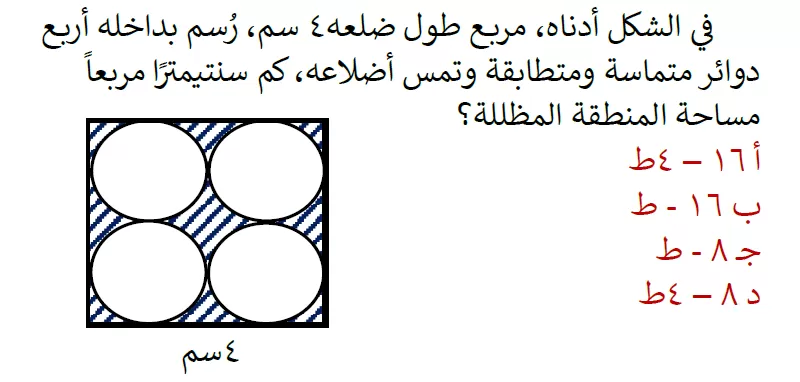 في الشكل أدناه، مربع طول ضلعه٤ سم، رُسم بداخله أربع
دوائر متماسة ومتطابقة وتمس أضلاعه، كم سنتيمترًا مربعاً
مساحة المنطقة المظللة؟
أ ١٦ – ٤ط
ب ١٦ - ط
جـ ٨ - ط
د ٨ – ٤ط
٤سم